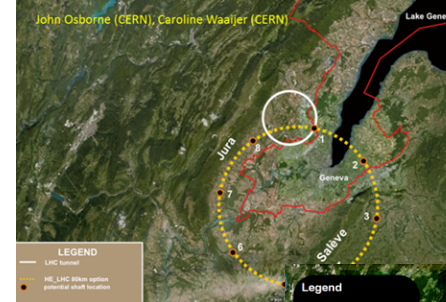 John Osborne (CERN), Caroline Waaijer (CERN)
Lake Gene
Jura
1
8
2
Geneva
7
3
Salève
6
LEGEND
LHC tunnel
HE_LHC 80km option
potential shaft location
Legend